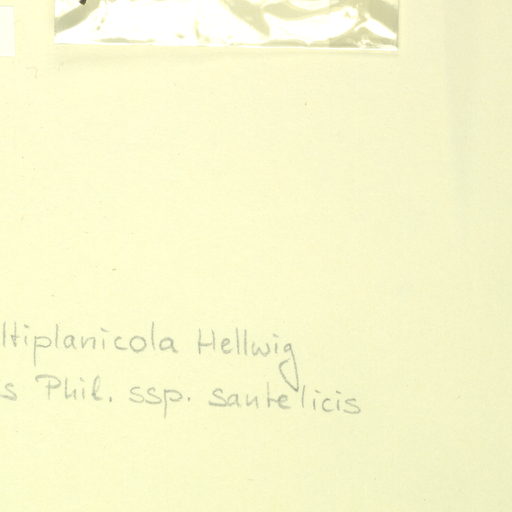 ltiplanicola Hellwig
s Phil. ssp. santelicis